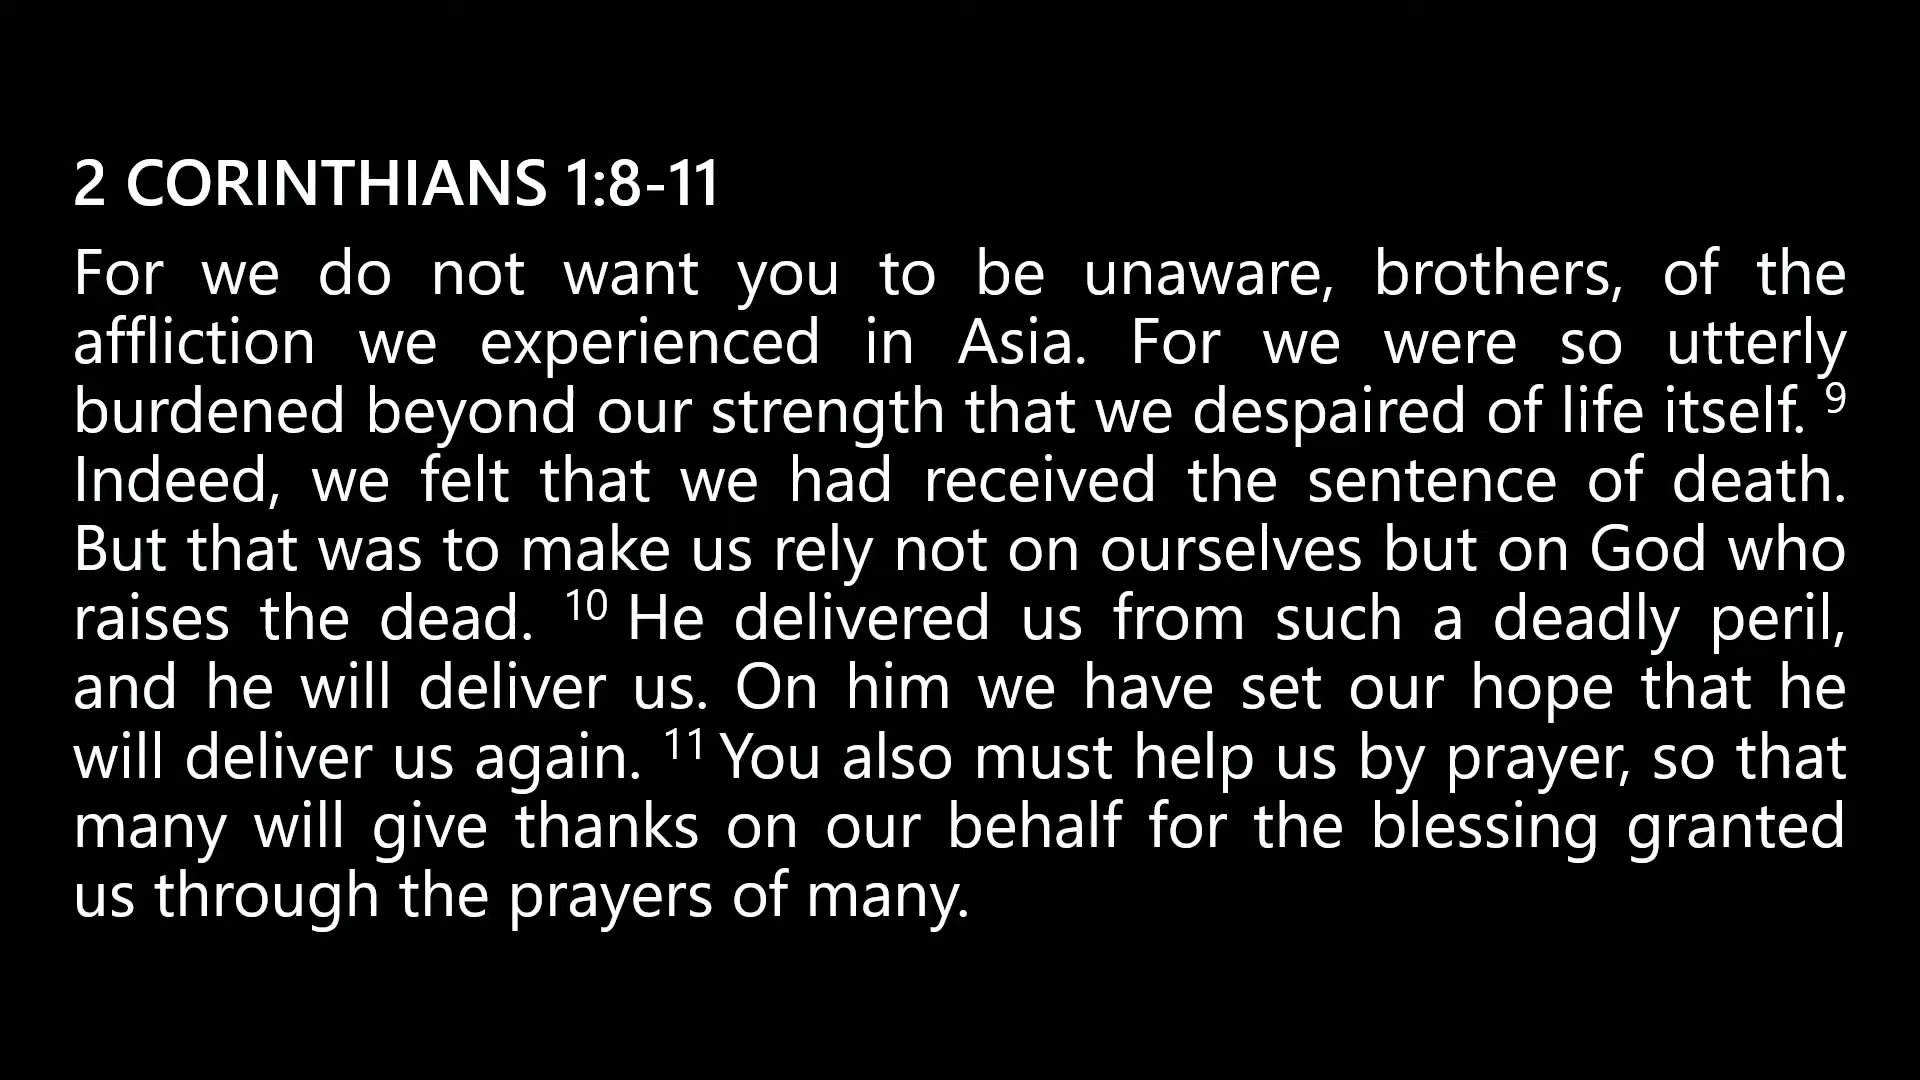 2 CORINTHIANS 1:8-11
For we do not want you to be unaware, brothers, of the
affliction we experienced in Asia. For we were so utterly
burdened beyond our strength that we despaired of life itself. 9
Indeed, we felt that we had received the sentence of death.
But that was to make us rely not on ourselves but on God who
raises the dead. 10 He delivered us from such a deadly peril,
and he will deliver us. On him we have set our hope that he
will deliver us again. 11 You also must help us by prayer, so that
many will give thanks on our behalf for the blessing granted
us through the prayers of many.